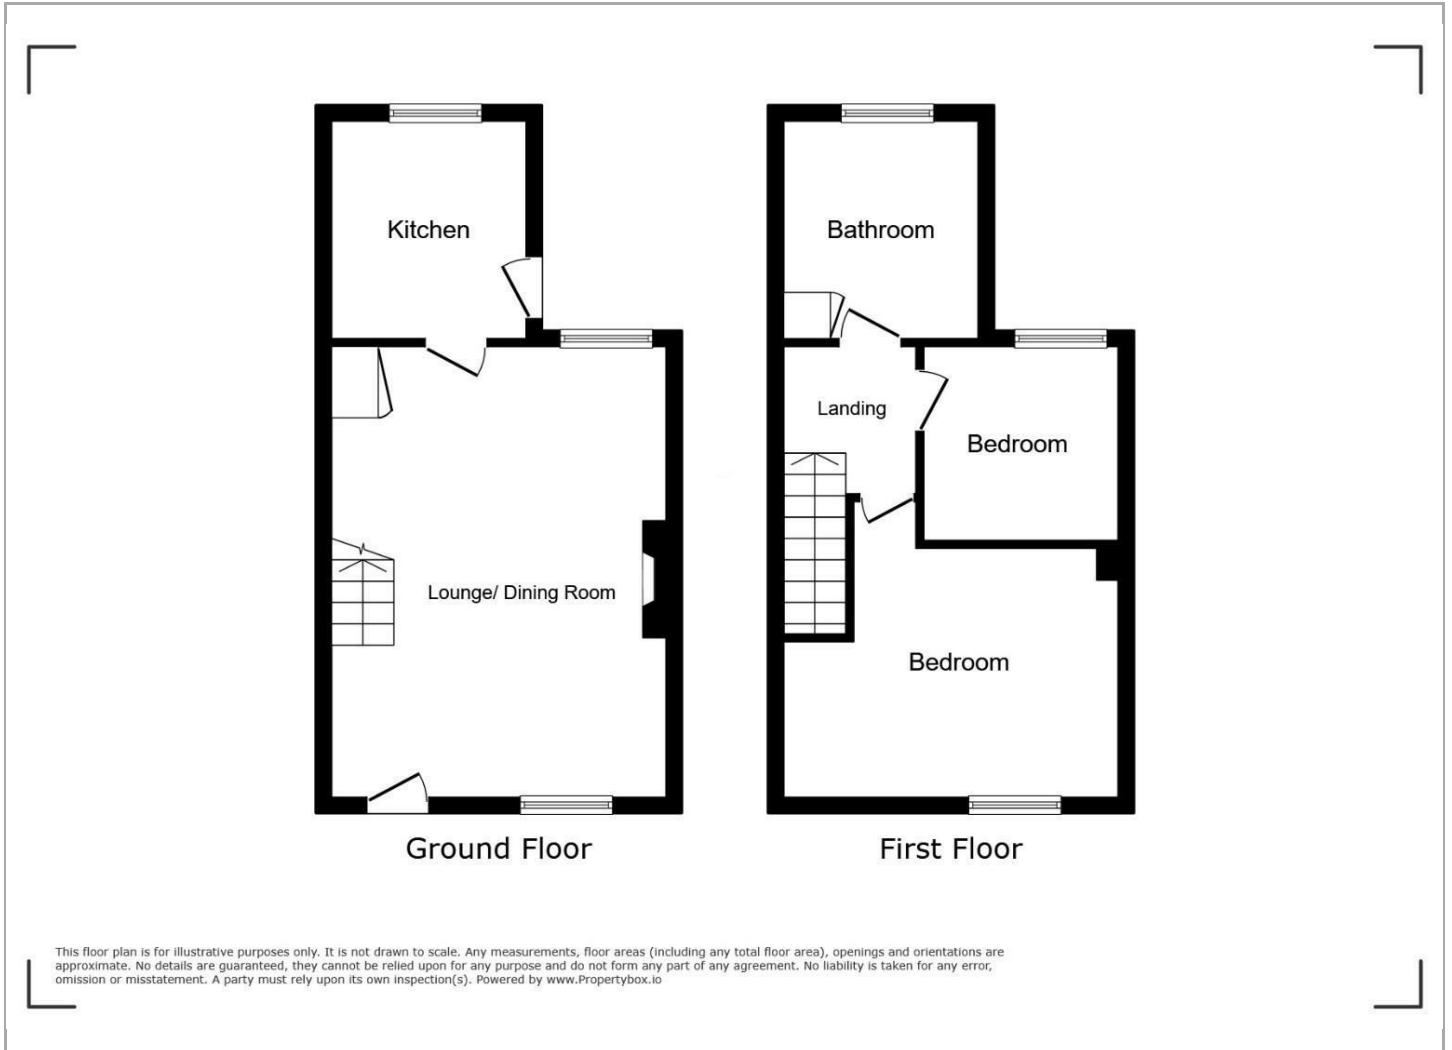 Kitchen
Bathroom
Landing
Bedroom
Lounge/ Dining Room
Bedroom
Ground Floor
First Floor
This floor plan is for illustrative purposes only. It is not drawn to scale. Any measurements, floor areas (including any total floor area), openings and orientations are
approximate. No details are guaranteed, they cannot be relied upon for any purpose and do not form any part of any agreement. No liability is taken for any error,
omission or misstatement. A party must rely upon its own inspection(s). Powered by www.Propertybox.io